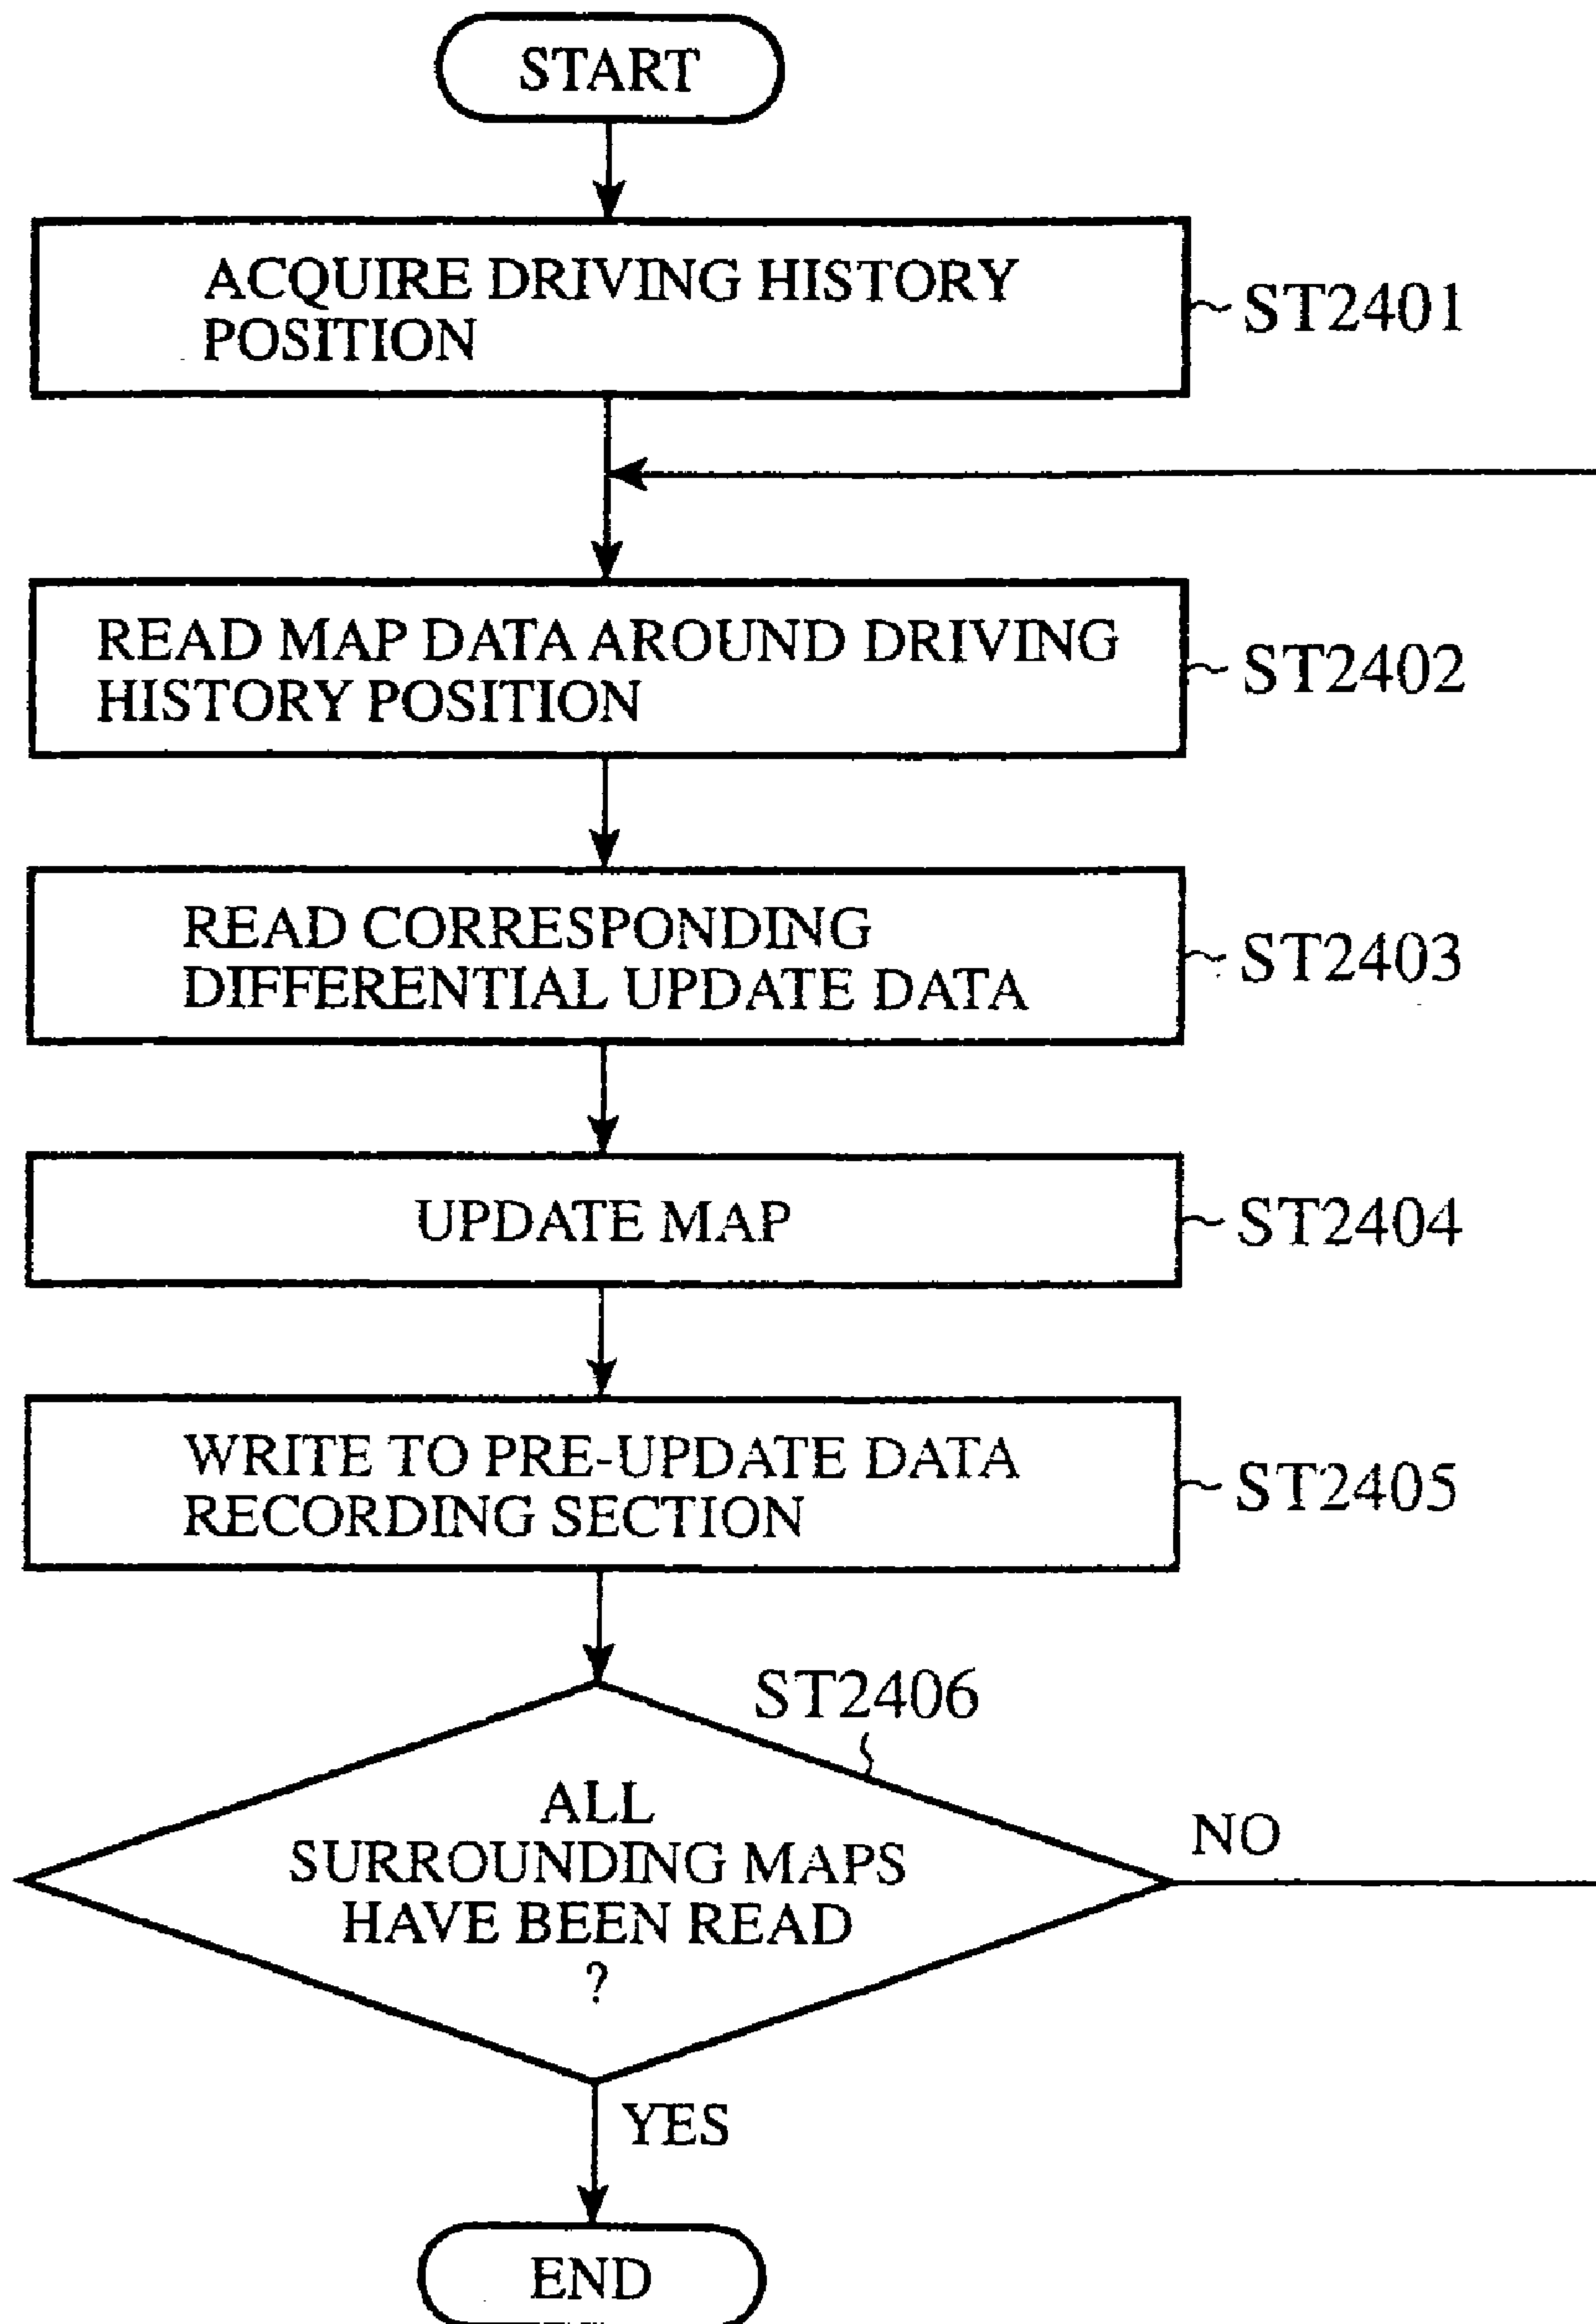 START
ACQUIRE DRIVING HISTORY
POSITION
ST2401
READ MAP DATA AROUND DRIVING
HISTORY POSITION
ST2402
READ CORRESPONDING
DIFFERENTIAL UPDATE DATA
ST2403
UPDATE MAP
ST2404
WRITE TO PRE-UPDATE DATA
RECORDING SECTION
ST2405
ST2406
ALL
SURROUNDING MAPS
HAVE BEEN READ
?
NO
YES
END